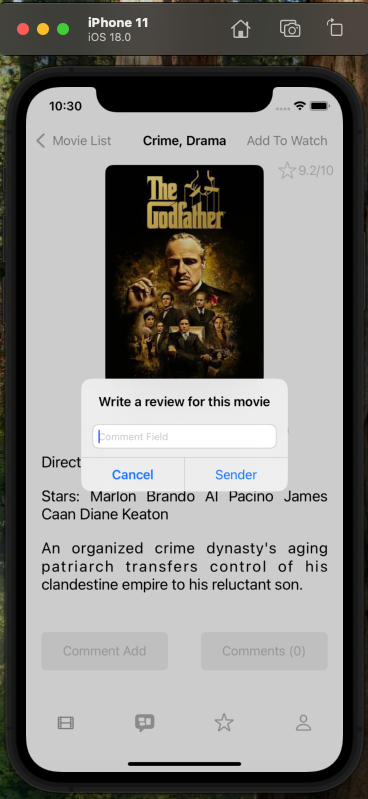 iPhone 11
iOS 18.0
10:30
Movie List
Crime, Drama
Add To Watch
9.2/10
The
Godfather
Write a review for this movie
Comment Field
Direct
Cancel
Sender
Stars: Marlon Brando Al Pacino James
Caan Diane Keaton
An organized crime dynasty's aging
patriarch transfers control of his
clandestine empire to his reluctant son.
Comment Add
Comments (0)